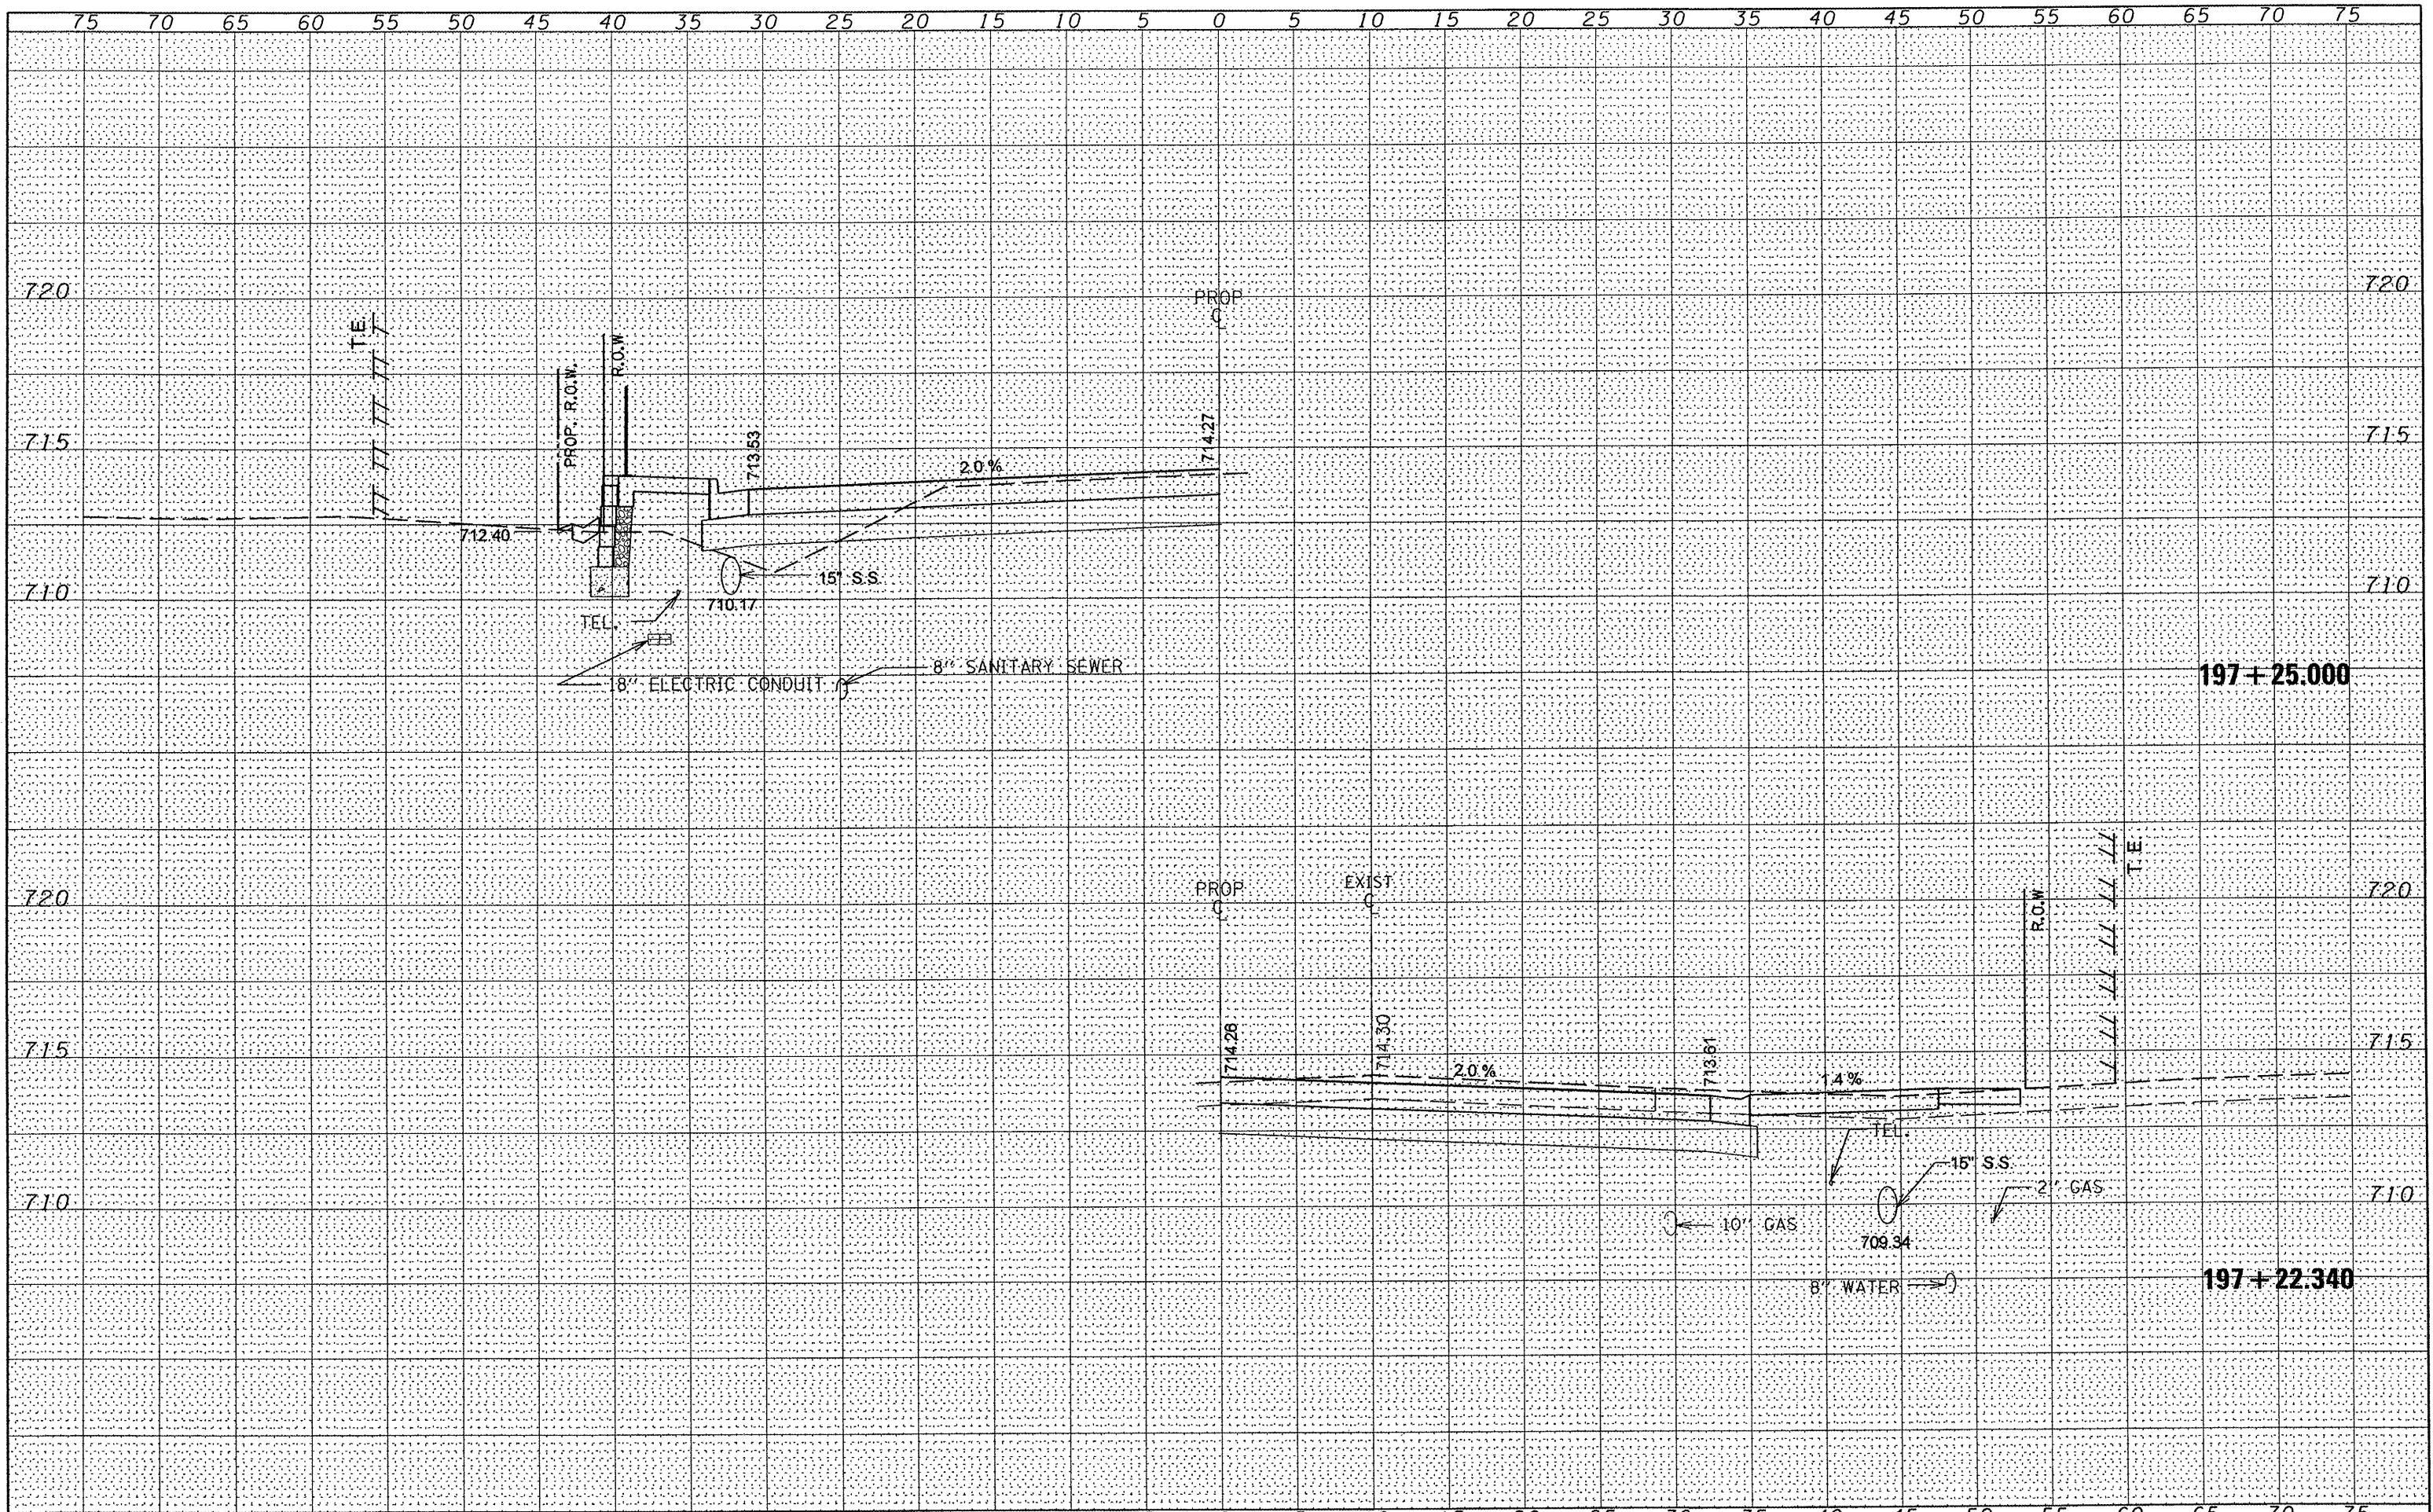 75 70 65 60 55 50 45 40 35 30 25 20 15 10 5 0 5 10 15 20 25 30 35 40 45 50 55 60 65 70 75
720 720
PROP
CL
T.E.
PROP. R.O.W.
R.O.W
715 715
713.53
2.0 %
714.27
712.40
15" S.S.
710 710
710.17
TEL.
8'' SANITARY SEWER
18'' ELECTRIC CONDUIT
197 + 25.000
720 720
PROP
CL
EXIST
CL
R.O.W
T.E.
715 715
714.26
714.30
2.0 %
713.61
1.4 %
TEL.
15" S.S.
2'' GAS
710 710
10'' GAS
709.34
8'' WATER
197 + 22.340